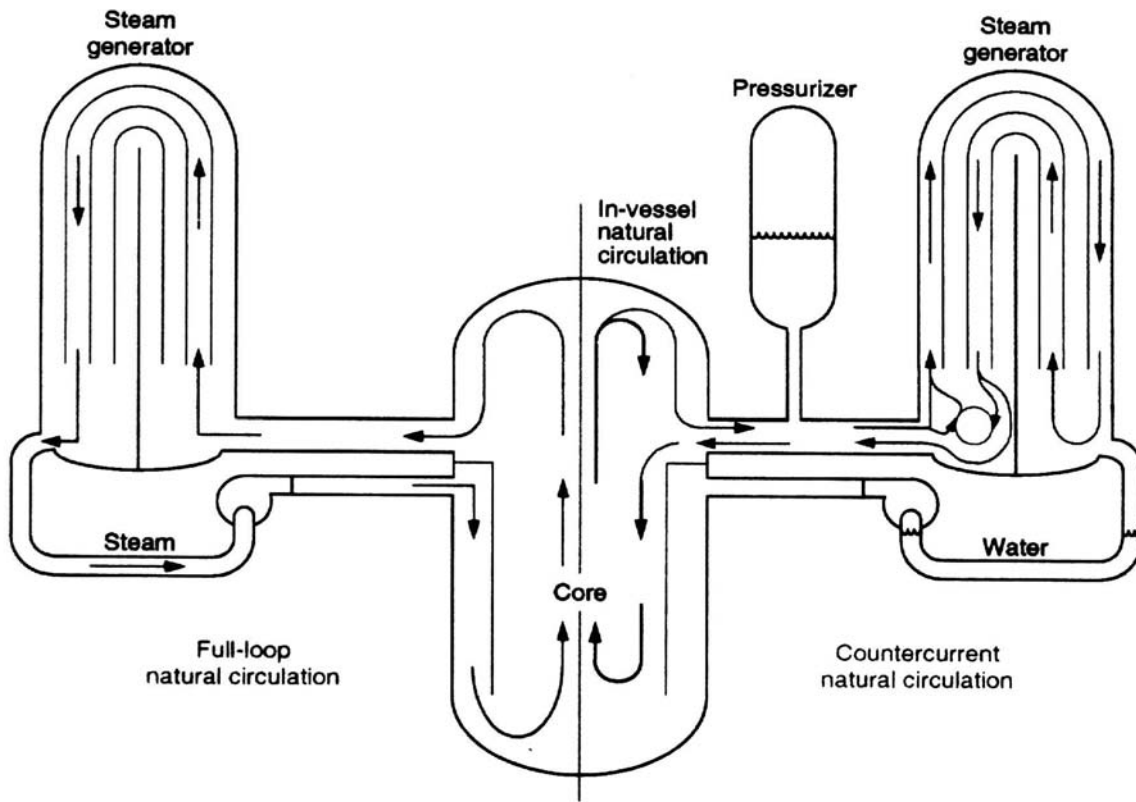 Steam
generator
Steam
generator
Pressurizer
In-vessel
natural
circulation
Steam
Water
Core
Full-loop
natural circulation
Countercurrent
natural circulation